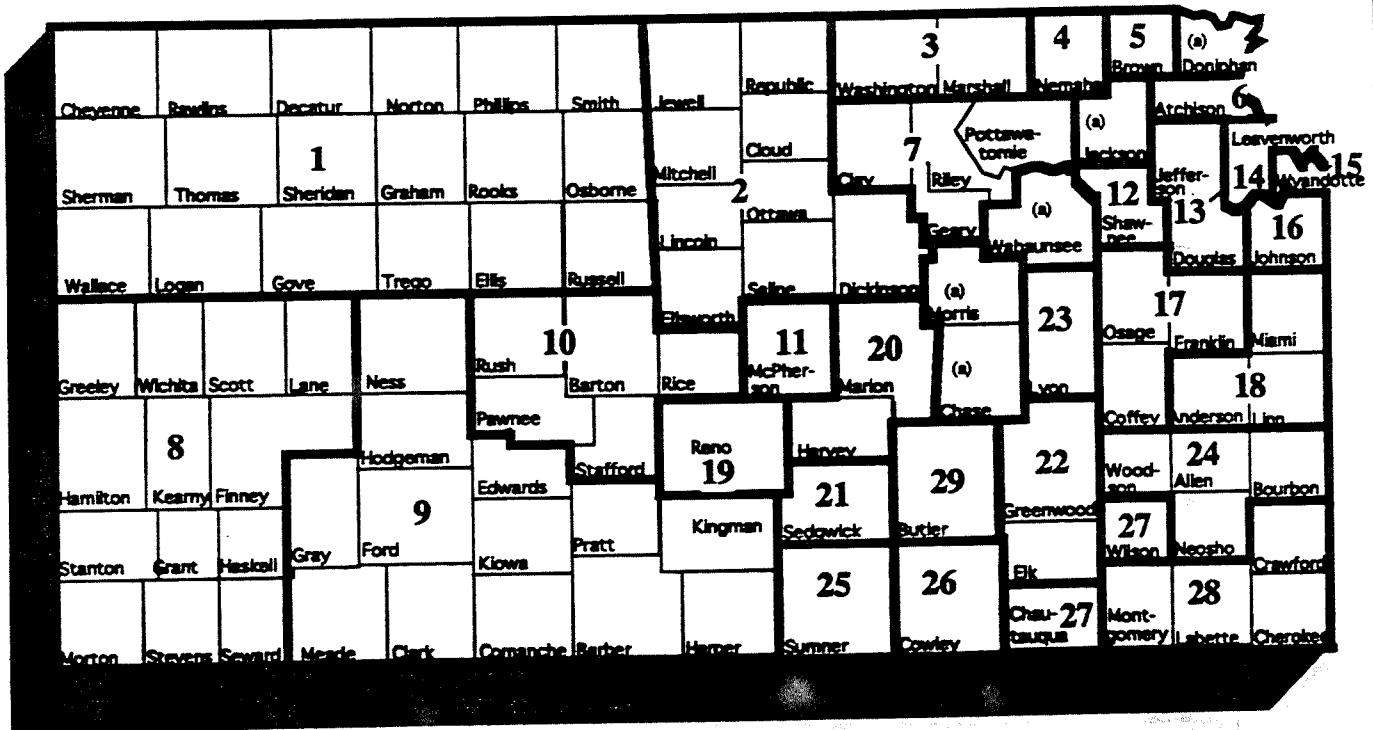 3
4
5
(a)
Cheyenne
Rawlins
Decatur
Norton
Phillips
Smith
Jewell
Republic
Washington
Marshall
Nemaha
Brown
Doniphan
Atchison
6
1
Cloud
7
Pottawa-
tomie
(a)
Jackson
Leavenworth
15
Sherman
Thomas
Sheridan
Graham
Rooks
Osborne
Mitchell
2
Clay
Riley
12
Jeffer-
son
14
Wyandotte
Ottawa
(a)
13
16
Lincoln
Geary
Wabaunsee
Shaw-
nee
Douglas
Johnson
Wallace
Logan
Gove
Trego
Ellis
Russell
Saline
Dickinson
(a)
Morris
Ellsworth
23
17
10
11
20
Osage
Franklin
Miami
Greeley
Wichita
Scott
Lane
Ness
Rush
Barton
Rice
McPher-
son
Marion
(a)
Lyon
18
Pawnee
Chase
Coffey
Anderson
Linn
8
Hodgeman
Stafford
Reno
19
Harvey
29
22
24
Wood-
son
Allen
Bourbon
Hamilton
Kearny
Finney
9
Edwards
21
Greenwood
Kingman
Sedgwick
Butler
27
Stanton
Grant
Haskell
Gray
Ford
Kiowa
Pratt
Wilson
Neosho
Crawford
Elk
25
26
28
Chau-
tauqua
27
Mont-
gomery
Labette
Cherokee
Morton
Stevens
Seward
Meade
Clark
Comanche
Barber
Harper
Sumner
Cowley